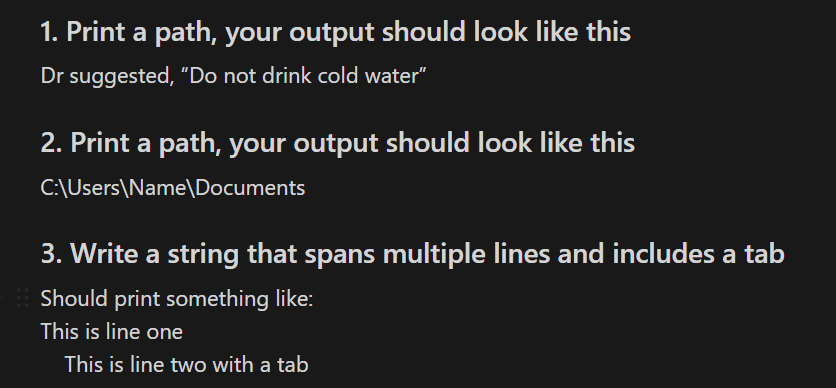 1. Print a path, your output should look like this
Dr suggested, “Do not drink cold water”
2. Print a path, your output should look like this
C:\Users\Name\Documents
3. Write a string that spans multiple lines and includes a tab
Should print something like:
This is line one
    This is line two with a tab